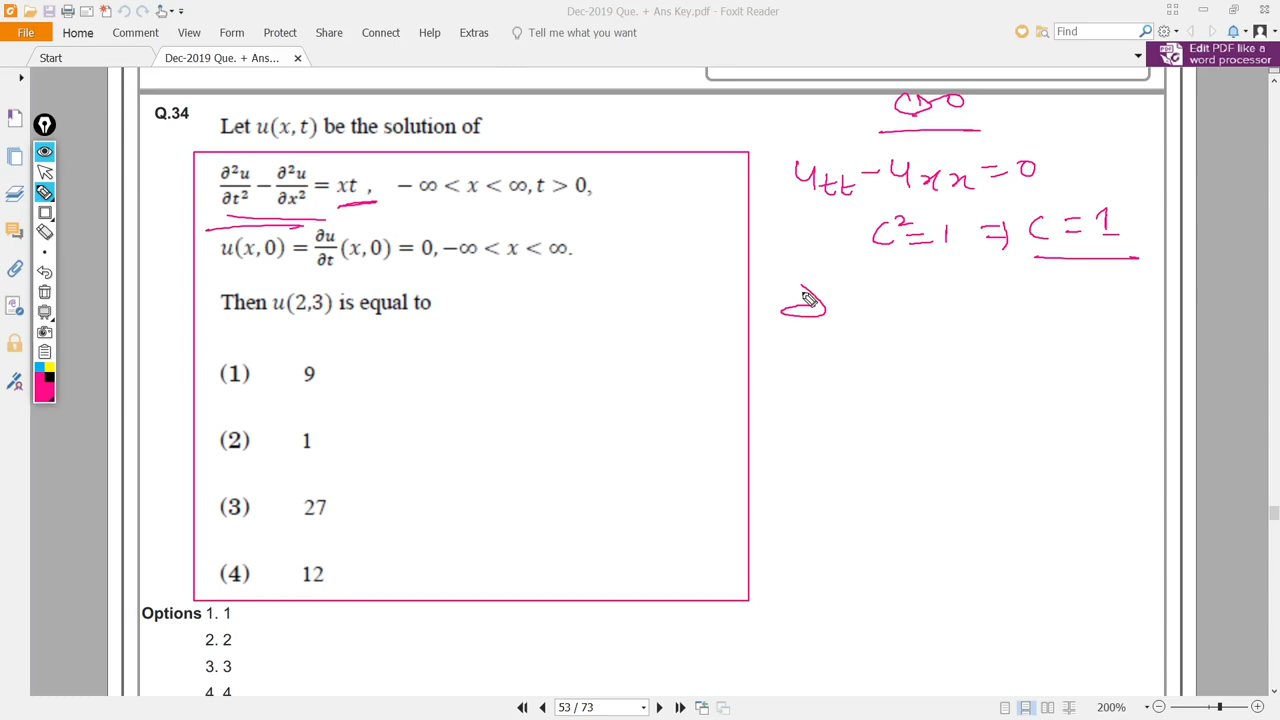 Dec-2019 Que. + Ans Key.pdf - Foxit Reader
File Home Comment View Form Protect Share Connect Help Extras Tell me what you want to do Find
Start Dec-2019 Que. + Ans... Edit PDF like a word processor
Q.34
Let u(x, t) be the solution of
∂²u/∂t² − ∂²u/∂x² = xt , − ∞ < x < ∞, t > 0,
u(x, 0) = ∂u/∂t (x, 0) = 0, −∞ < x < ∞.
Then u(2,3) is equal to
(1) 9
(2) 1
(3) 27
(4) 12
Options 1. 1
2. 2
3. 3
4. 4
u_tt − u_xx = 0
c² = 1 ⇒ c = 1
53 / 73
200%